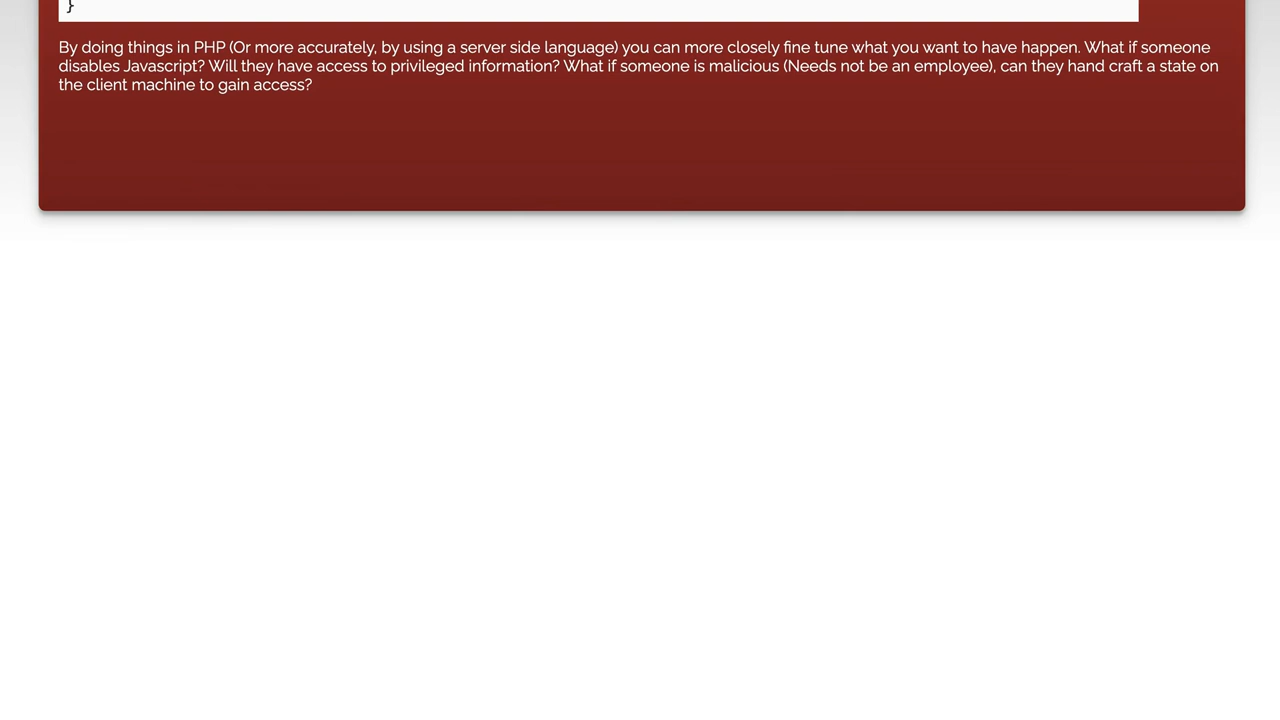 }
By doing things in PHP (Or more accurately, by using a server side language) you can more closely fine tune what you want to have happen. What if someone
disables Javascript? Will they have access to privileged information? What if someone is malicious (Needs not be an employee), can they hand craft a state on
the client machine to gain access?